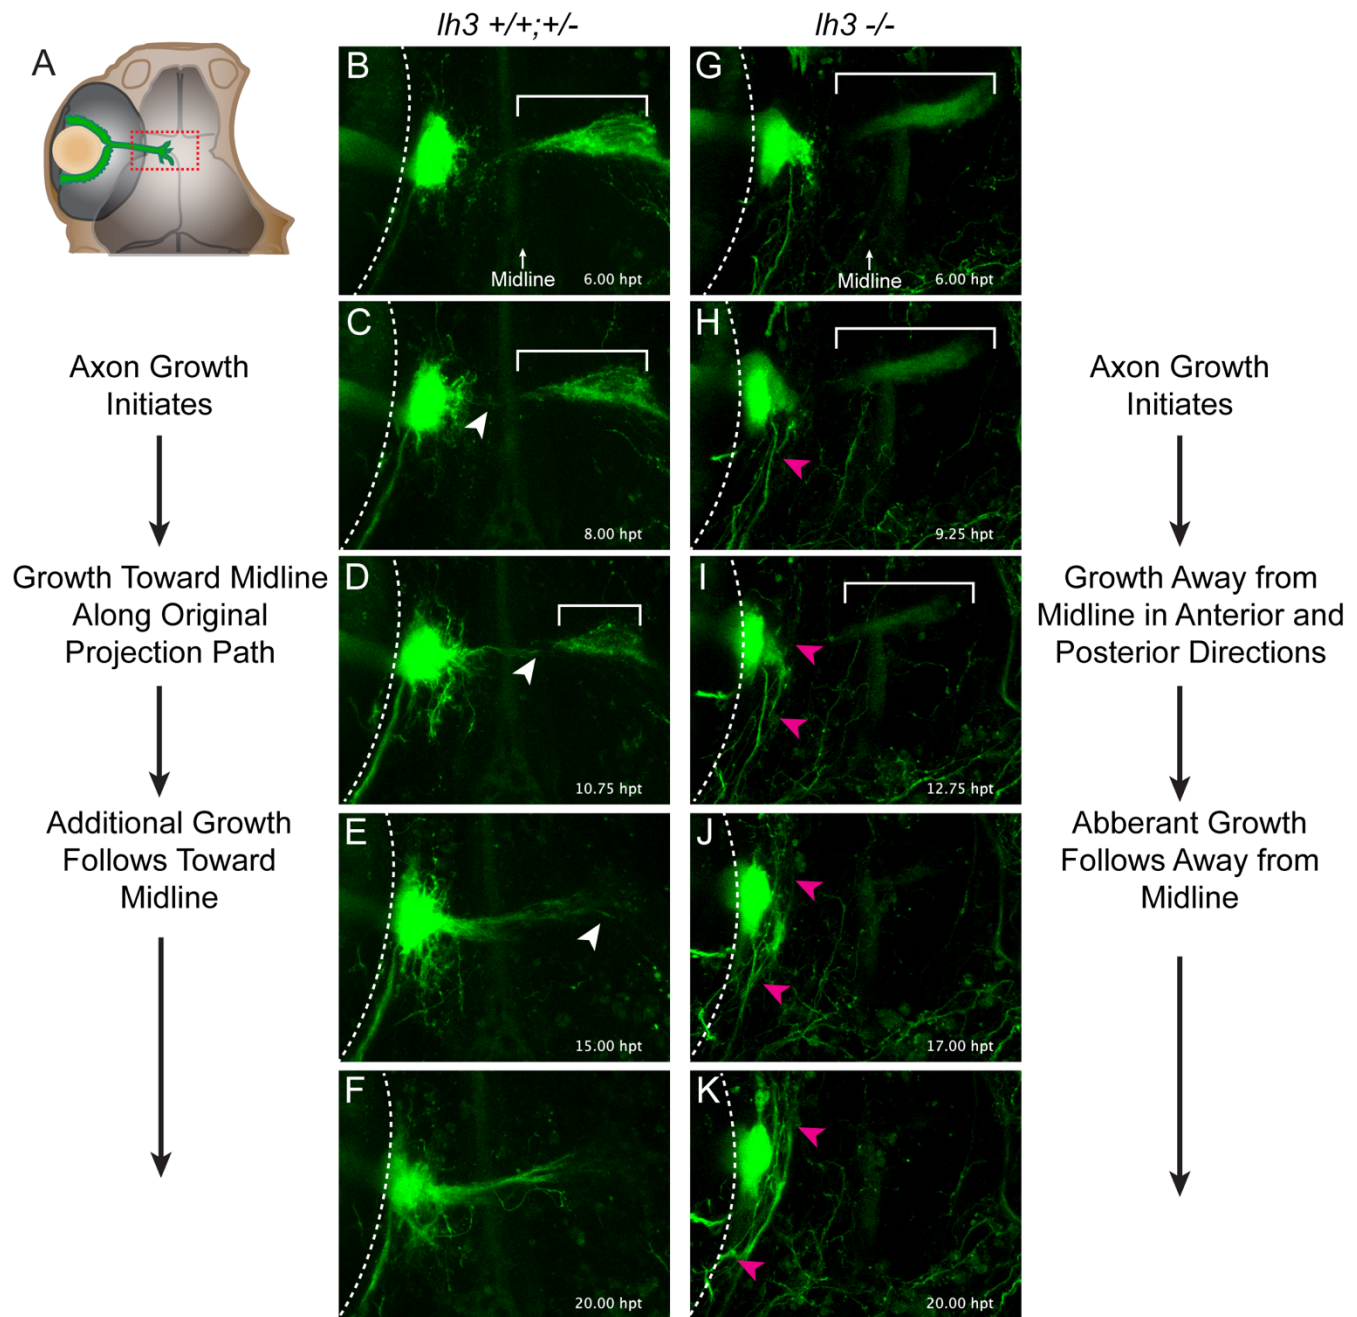 lh3 +/+;+/-
lh3 -/-
A
B
Midline
6.00 hpt
G
Midline
6.00 hpt
Axon Growth
Initiates
C
8.00 hpt
H
9.25 hpt
Axon Growth
Initiates
Growth Toward Midline
Along Original
Projection Path
D
10.75 hpt
I
12.75 hpt
Growth Away from
Midline in Anterior and
Posterior Directions
Additional Growth
Follows Toward
Midline
E
15.00 hpt
J
17.00 hpt
Abberant Growth
Follows Away from
Midline
F
20.00 hpt
K
20.00 hpt